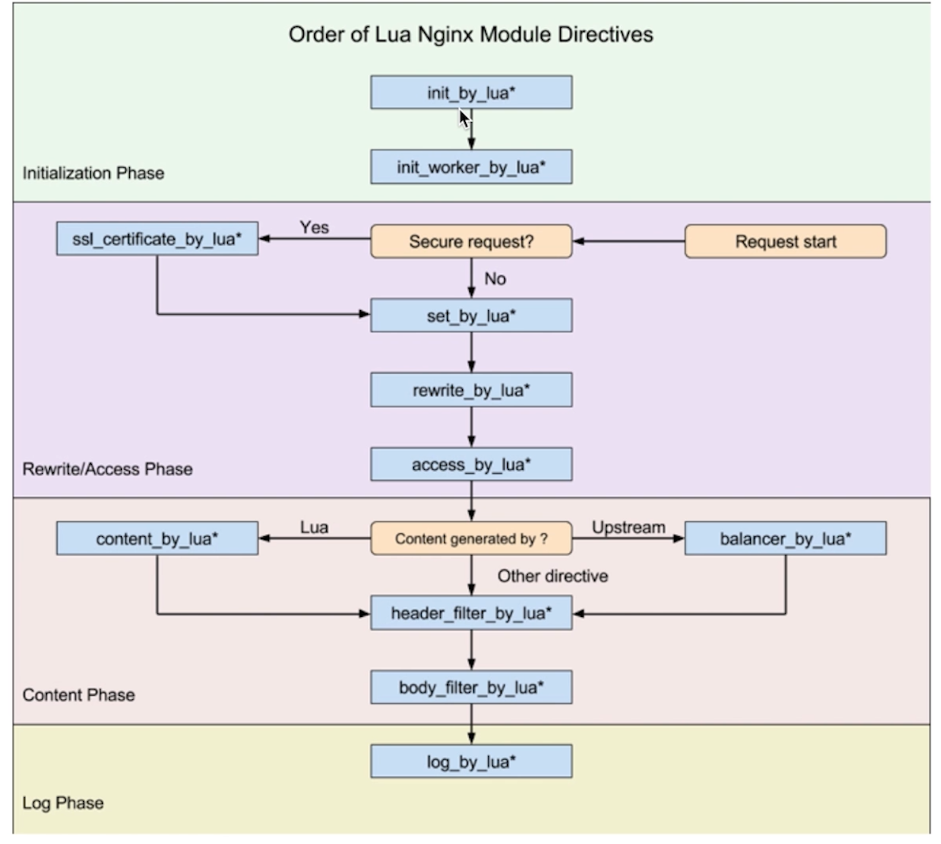 Order of Lua Nginx Module Directives
init_by_lua*
init_worker_by_lua*
Initialization Phase
ssl_certificate_by_lua*
Yes
Secure request?
Request start
No
set_by_lua*
rewrite_by_lua*
access_by_lua*
Rewrite/Access Phase
content_by_lua*
Lua
Content generated by ?
Upstream
balancer_by_lua*
Other directive
header_filter_by_lua*
body_filter_by_lua*
Content Phase
log_by_lua*
Log Phase